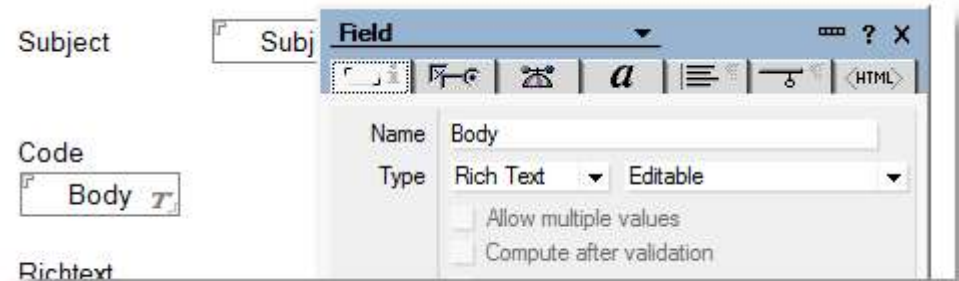 Subject
Subj
Code
Body T
Richtext
Field
? X
i a <HTML>
Name Body
Type Rich Text Editable
Allow multiple values
Compute after validation